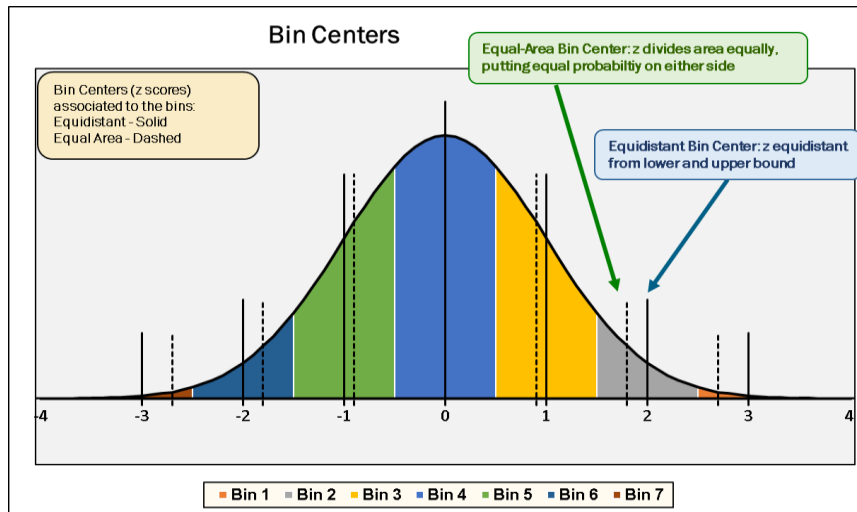 Bin Centers
Equal-Area Bin Center: z divides area equally,
putting equal probabiltiy on either side
Bin Centers (z scores)
associated to the bins:
Equidistant - Solid
Equal Area - Dashed
Equidistant Bin Center: z equidistant
from lower and upper bound
-4 -3 -2 -1 0 1 2 3 4
Bin 1 Bin 2 Bin 3 Bin 4 Bin 5 Bin 6 Bin 7